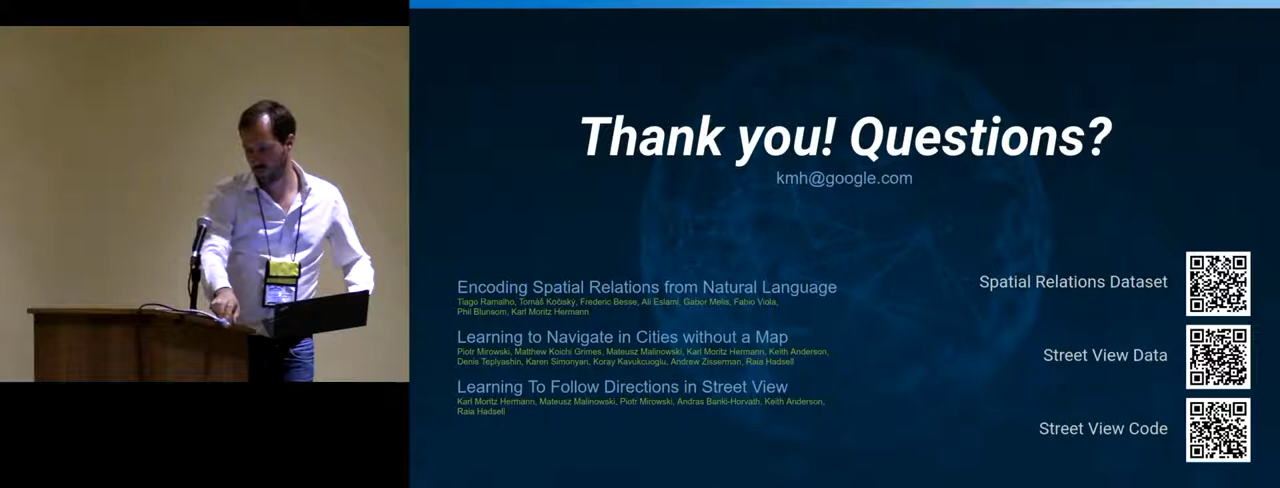 Thank you! Questions?
kmh@google.com
Encoding Spatial Relations from Natural Language
Tiago Ramalho, Tomáš Kočiský, Frederic Besse, Ali Eslami, Gabor Melis, Fabio Viola,
Phil Blunsom, Karl Moritz Hermann
Learning to Navigate in Cities without a Map
Piotr Mirowski, Matthew Koichi Grimes, Mateusz Malinowski, Karl Moritz Hermann, Keith Anderson,
Denis Teplyashin, Karen Simonyan, Koray Kavukcuoglu, Andrew Zisserman, Raia Hadsell
Learning To Follow Directions in Street View
Karl Moritz Hermann, Mateusz Malinowski, Piotr Mirowski, Andras Banki-Horvath, Keith Anderson,
Raia Hadsell
Spatial Relations Dataset
Street View Data
Street View Code